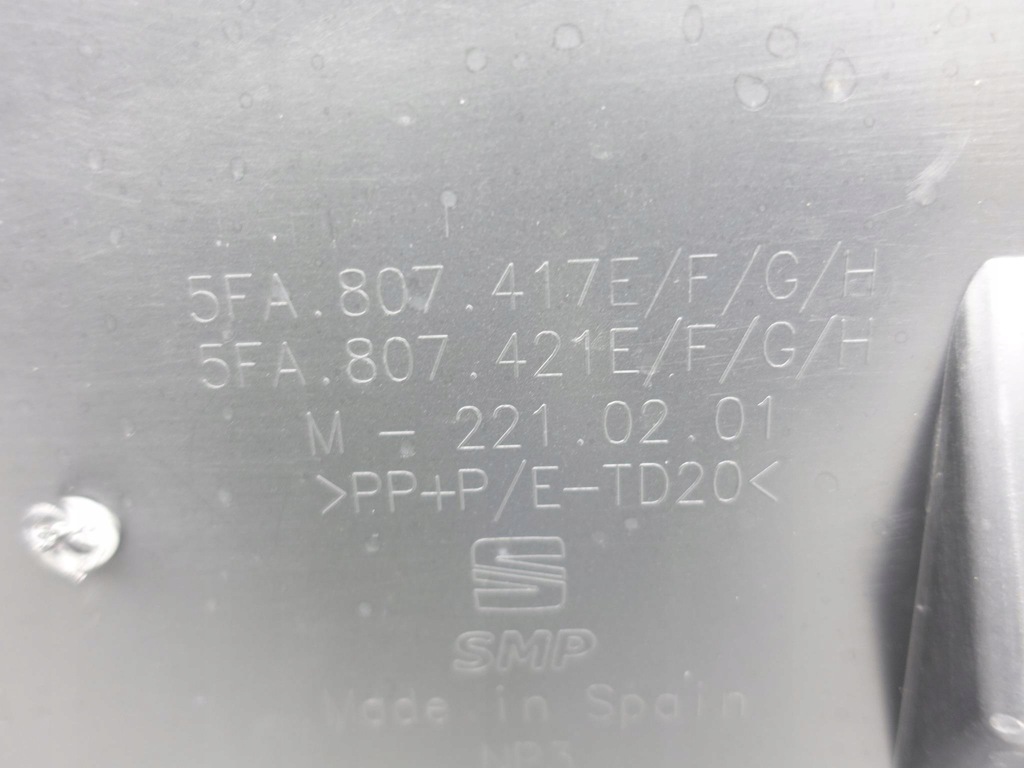 5FA.807.417E/F/G/H
5FA.807.421E/F/G/H
M - 221.02.01
>PP+P/E-TD20<
SMP
Made in Spain